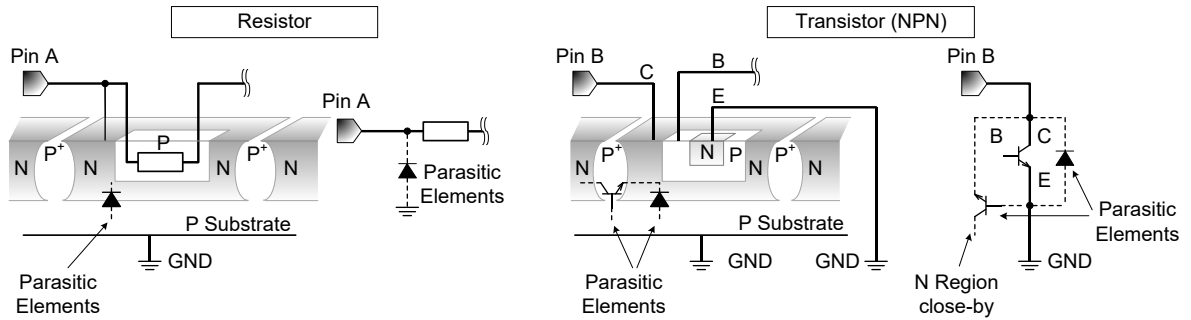 Resistor
Transistor (NPN)
Pin A
Pin A
N
P+
N
P
N
P+
N
Parasitic
Elements
P Substrate
GND
Parasitic
Elements
Pin B
C
B
E
N
P+
N
N
P
N
P+
N
P Substrate
GND
GND
Parasitic
Elements
Pin B
B
C
E
Parasitic
Elements
GND
N Region
close-by